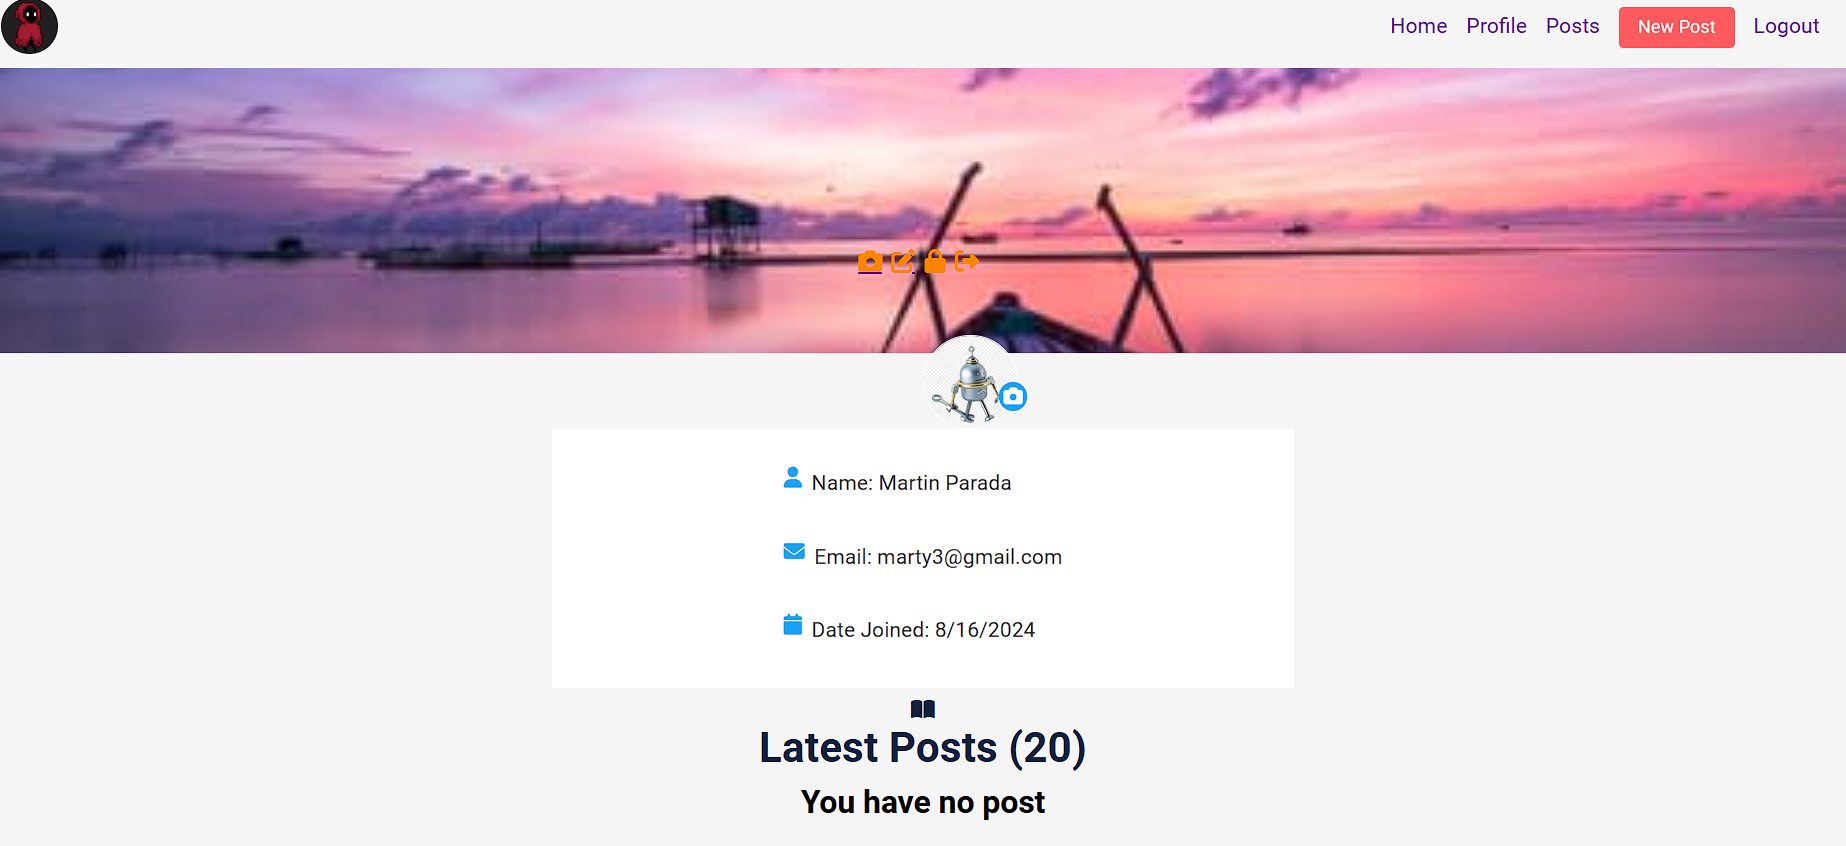 Home Profile Posts New Post Logout
Name: Martin Parada
Email: marty3@gmail.com
Date Joined: 8/16/2024
Latest Posts (20)
You have no post